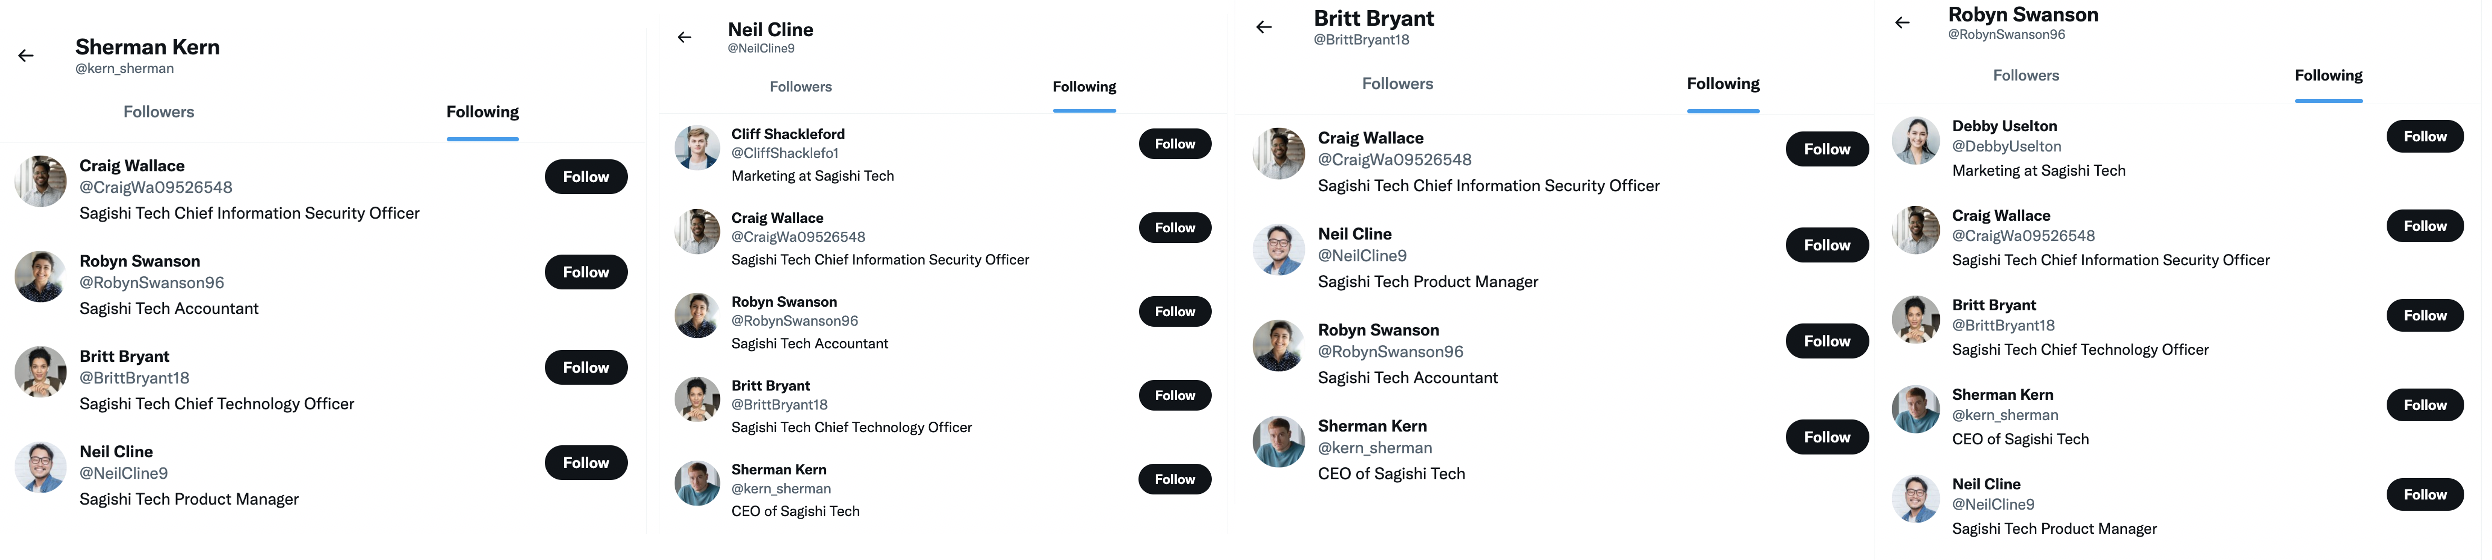 Sherman Kern
@kern_sherman
Followers
Following
Craig Wallace
@CraigWa09526548
Follow
Sagishi Tech Chief Information Security Officer
Robyn Swanson
@RobynSwanson96
Follow
Sagishi Tech Accountant
Britt Bryant
@BrittBryant18
Follow
Sagishi Tech Chief Technology Officer
Neil Cline
@NeilCline9
Follow
Sagishi Tech Product Manager
Neil Cline
@NeilCline9
Followers
Following
Cliff Shackleford
@CliffShacklefo1
Follow
Marketing at Sagishi Tech
Craig Wallace
@CraigWa09526548
Follow
Sagishi Tech Chief Information Security Officer
Robyn Swanson
@RobynSwanson96
Follow
Sagishi Tech Accountant
Britt Bryant
@BrittBryant18
Follow
Sagishi Tech Chief Technology Officer
Sherman Kern
@kern_sherman
Follow
CEO of Sagishi Tech
Britt Bryant
@BrittBryant18
Followers
Following
Craig Wallace
@CraigWa09526548
Follow
Sagishi Tech Chief Information Security Officer
Neil Cline
@NeilCline9
Follow
Sagishi Tech Product Manager
Robyn Swanson
@RobynSwanson96
Follow
Sagishi Tech Accountant
Sherman Kern
@kern_sherman
Follow
CEO of Sagishi Tech
Robyn Swanson
@RobynSwanson96
Followers
Following
Debby Uselton
@DebbyUselton
Follow
Marketing at Sagishi Tech
Craig Wallace
@CraigWa09526548
Follow
Sagishi Tech Chief Information Security Officer
Britt Bryant
@BrittBryant18
Follow
Sagishi Tech Chief Technology Officer
Sherman Kern
@kern_sherman
Follow
CEO of Sagishi Tech
Neil Cline
@NeilCline9
Follow
Sagishi Tech Product Manager